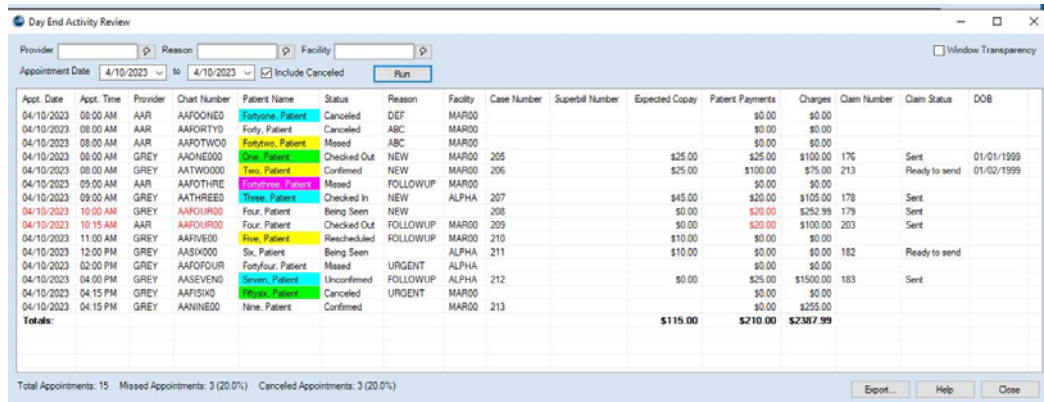 Day End Activity Review
Provider Reason Facility Window Transparency
Appointment Date 4/10/2023 to 4/10/2023 Include Canceled Run
Appt. Date Appt. Time Provider Chart Number Patient Name Status Reason Facility Case Number Superbill Number Expected Copay Patient Payments Charges Claim Number Claim Status DOB
04/10/2023 08:00 AM AAR AAFOONE0 Fortyone, Patient Canceled DEF MAR00 $0.00 $0.00
04/10/2023 08:00 AM AAR AAFORTY0 Forty, Patient Canceled ABC MAR00 $0.00 $0.00
04/10/2023 08:00 AM AAR AAFOTWO0 Fortytwo, Patient Missed ABC MAR00 $0.00 $0.00
04/10/2023 08:00 AM GREY AAONE000 One, Patient Checked Out NEW MAR00 205 $25.00 $25.00 $100.00 176 Sent 01/01/1999
04/10/2023 08:00 AM GREY AATWO000 Two, Patient Confirmed NEW MAR00 206 $25.00 $100.00 $75.00 213 Ready to send 01/02/1999
04/10/2023 09:00 AM AAR AAFOTHRE Fortythree, Patient Missed FOLLOWUP MAR00 $0.00 $0.00
04/10/2023 09:00 AM GREY AATHREE0 Three, Patient Checked In NEW ALPHA 207 $45.00 $20.00 $105.00 178 Sent
04/10/2023 10:00 AM GREY AAFOUR00 Four, Patient Being Seen NEW 208 $0.00 $20.00 $252.99 179 Sent
04/10/2023 10:15 AM AAR AAFOUR00 Four, Patient Checked Out FOLLOWUP MAR00 209 $0.00 $20.00 $100.00 203 Sent
04/10/2023 11:00 AM GREY AAFIVE00 Five, Patient Rescheduled FOLLOWUP MAR00 210 $10.00 $0.00 $0.00
04/10/2023 12:00 PM GREY AASIX000 Six, Patient Being Seen ALPHA 211 $10.00 $0.00 $0.00 182 Ready to send
04/10/2023 02:00 PM GREY AAFOFOUR Fortyfour, Patient Missed URGENT ALPHA $0.00 $0.00
04/10/2023 04:00 PM GREY AASEVEN0 Seven, Patient Unconfirmed FOLLOWUP ALPHA 212 $0.00 $25.00 $1500.00 183 Sent
04/10/2023 04:15 PM GREY AAFISIX0 Fiftysix, Patient Canceled URGENT MAR00 $0.00 $0.00
04/10/2023 04:15 PM GREY AANINE00 Nine, Patient Confirmed MAR00 213 $0.00 $255.00
Totals: $115.00 $210.00 $2387.99
Total Appointments: 15 Missed Appointments: 3 (20.0%) Canceled Appointments: 3 (20.0%)
Export... Help Close